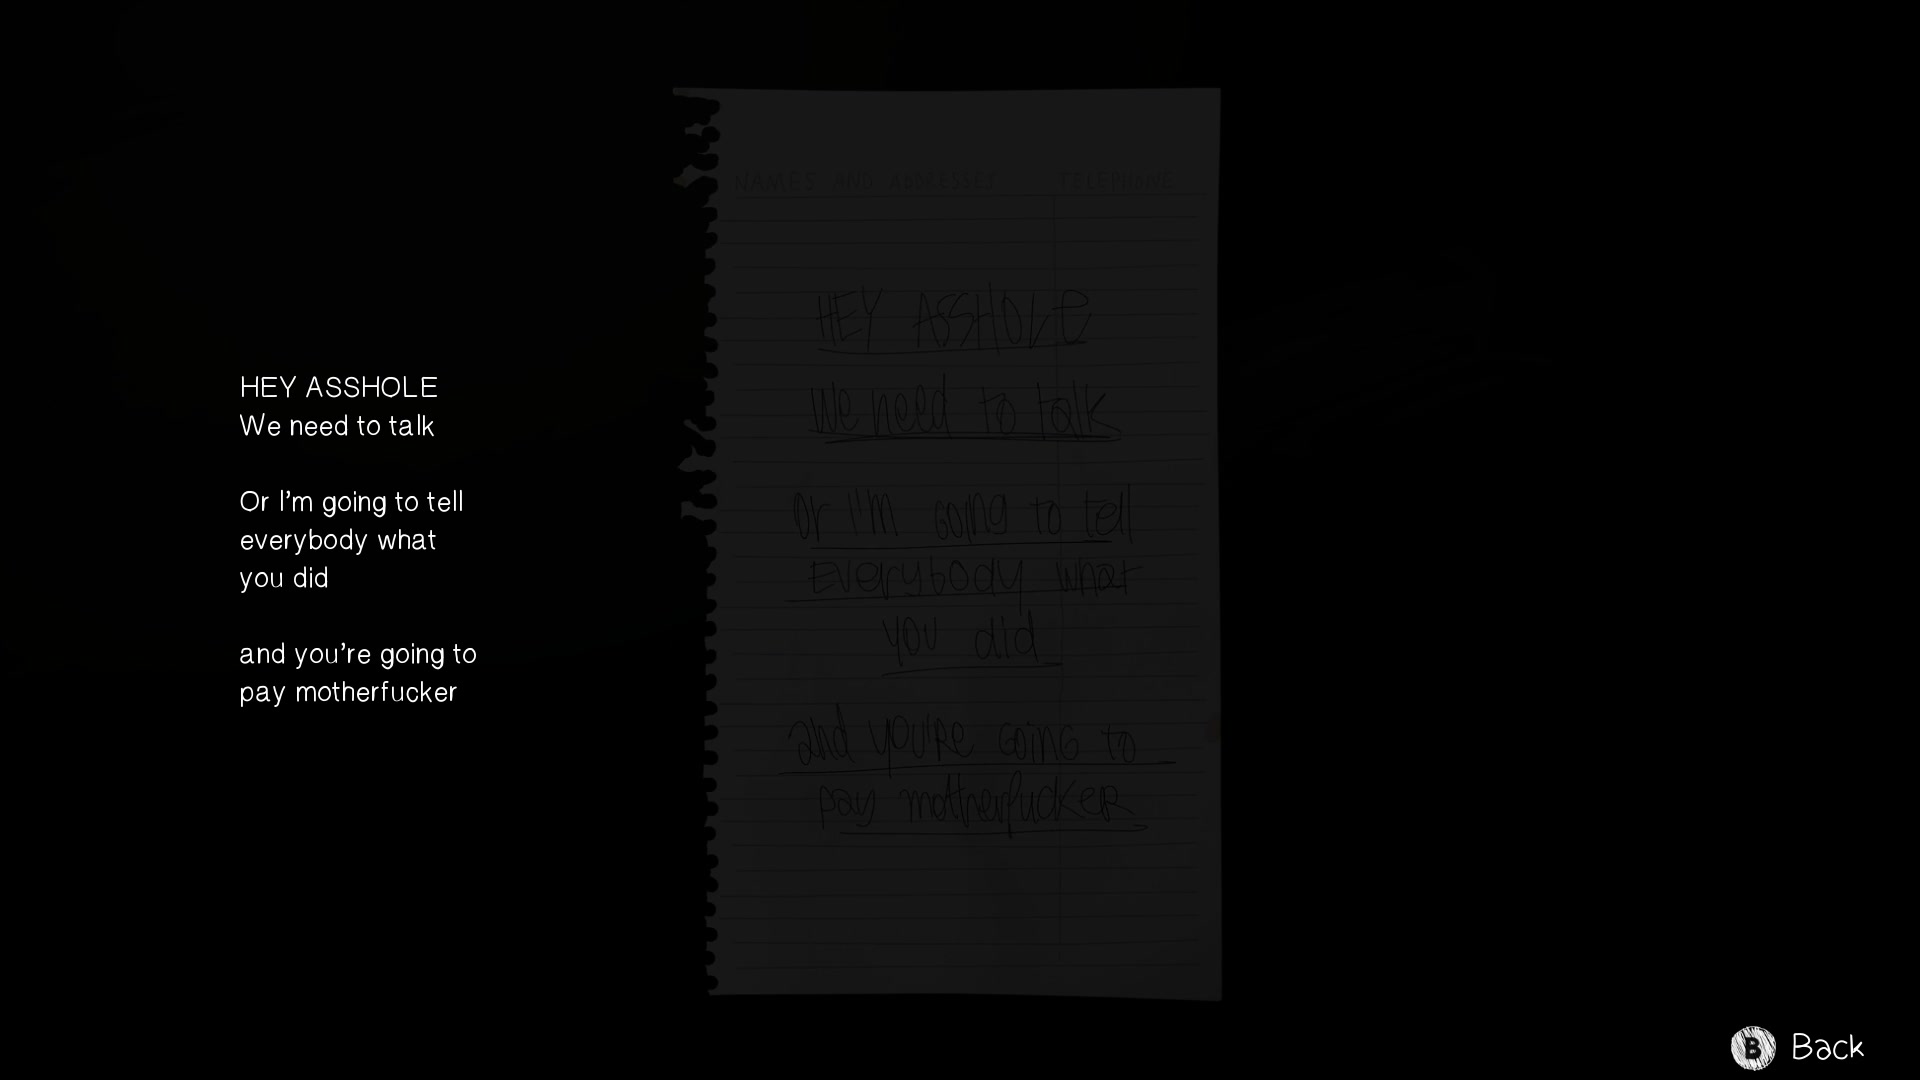 HEY ASSHOLE
We need to talk
Or I'm going to tell
everybody what
you did
and you're going to
pay motherfucker
NAMES AND ADDRESSES TELEPHONE
HEY ASSHOLE
We need to talk
Or I'm going to tell
Everybody what
you did
and you're going to
pay motherfucker
B Back